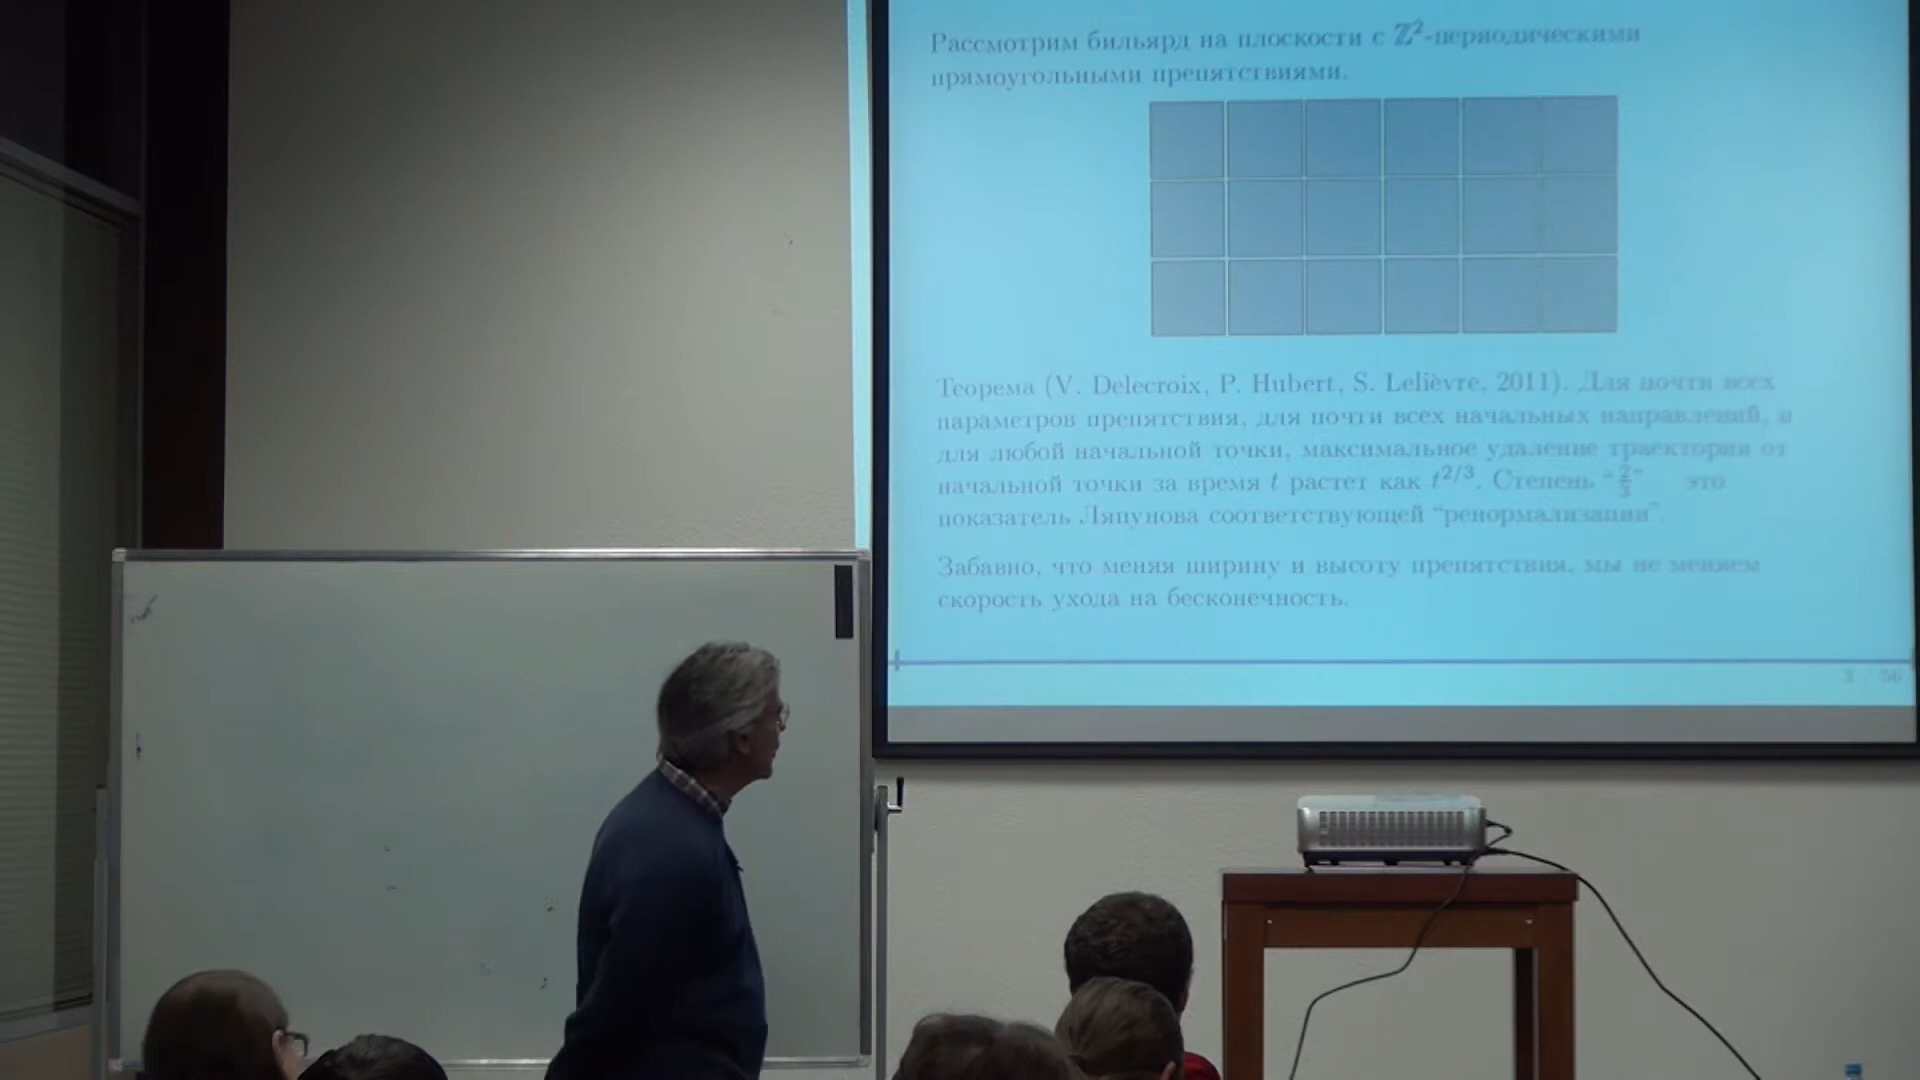 Рассмотрим бильярд на плоскости с ℤ²-периодическими
прямоугольными препятствиями.
Теорема (V. Delecroix, P. Hubert, S. Lelièvre, 2011). Для почти всех
параметров препятствия, для почти всех начальных направлений, и
для любой начальной точки, максимальное удаление траектории от
начальной точки за время t растет как t^{2/3}. Степень “2/3” это
показатель Ляпунова соответствующей “ренормализации”
Забавно, что меняя ширину и высоту препятствия, мы не меняем
скорость ухода на бесконечность.
3 / 56